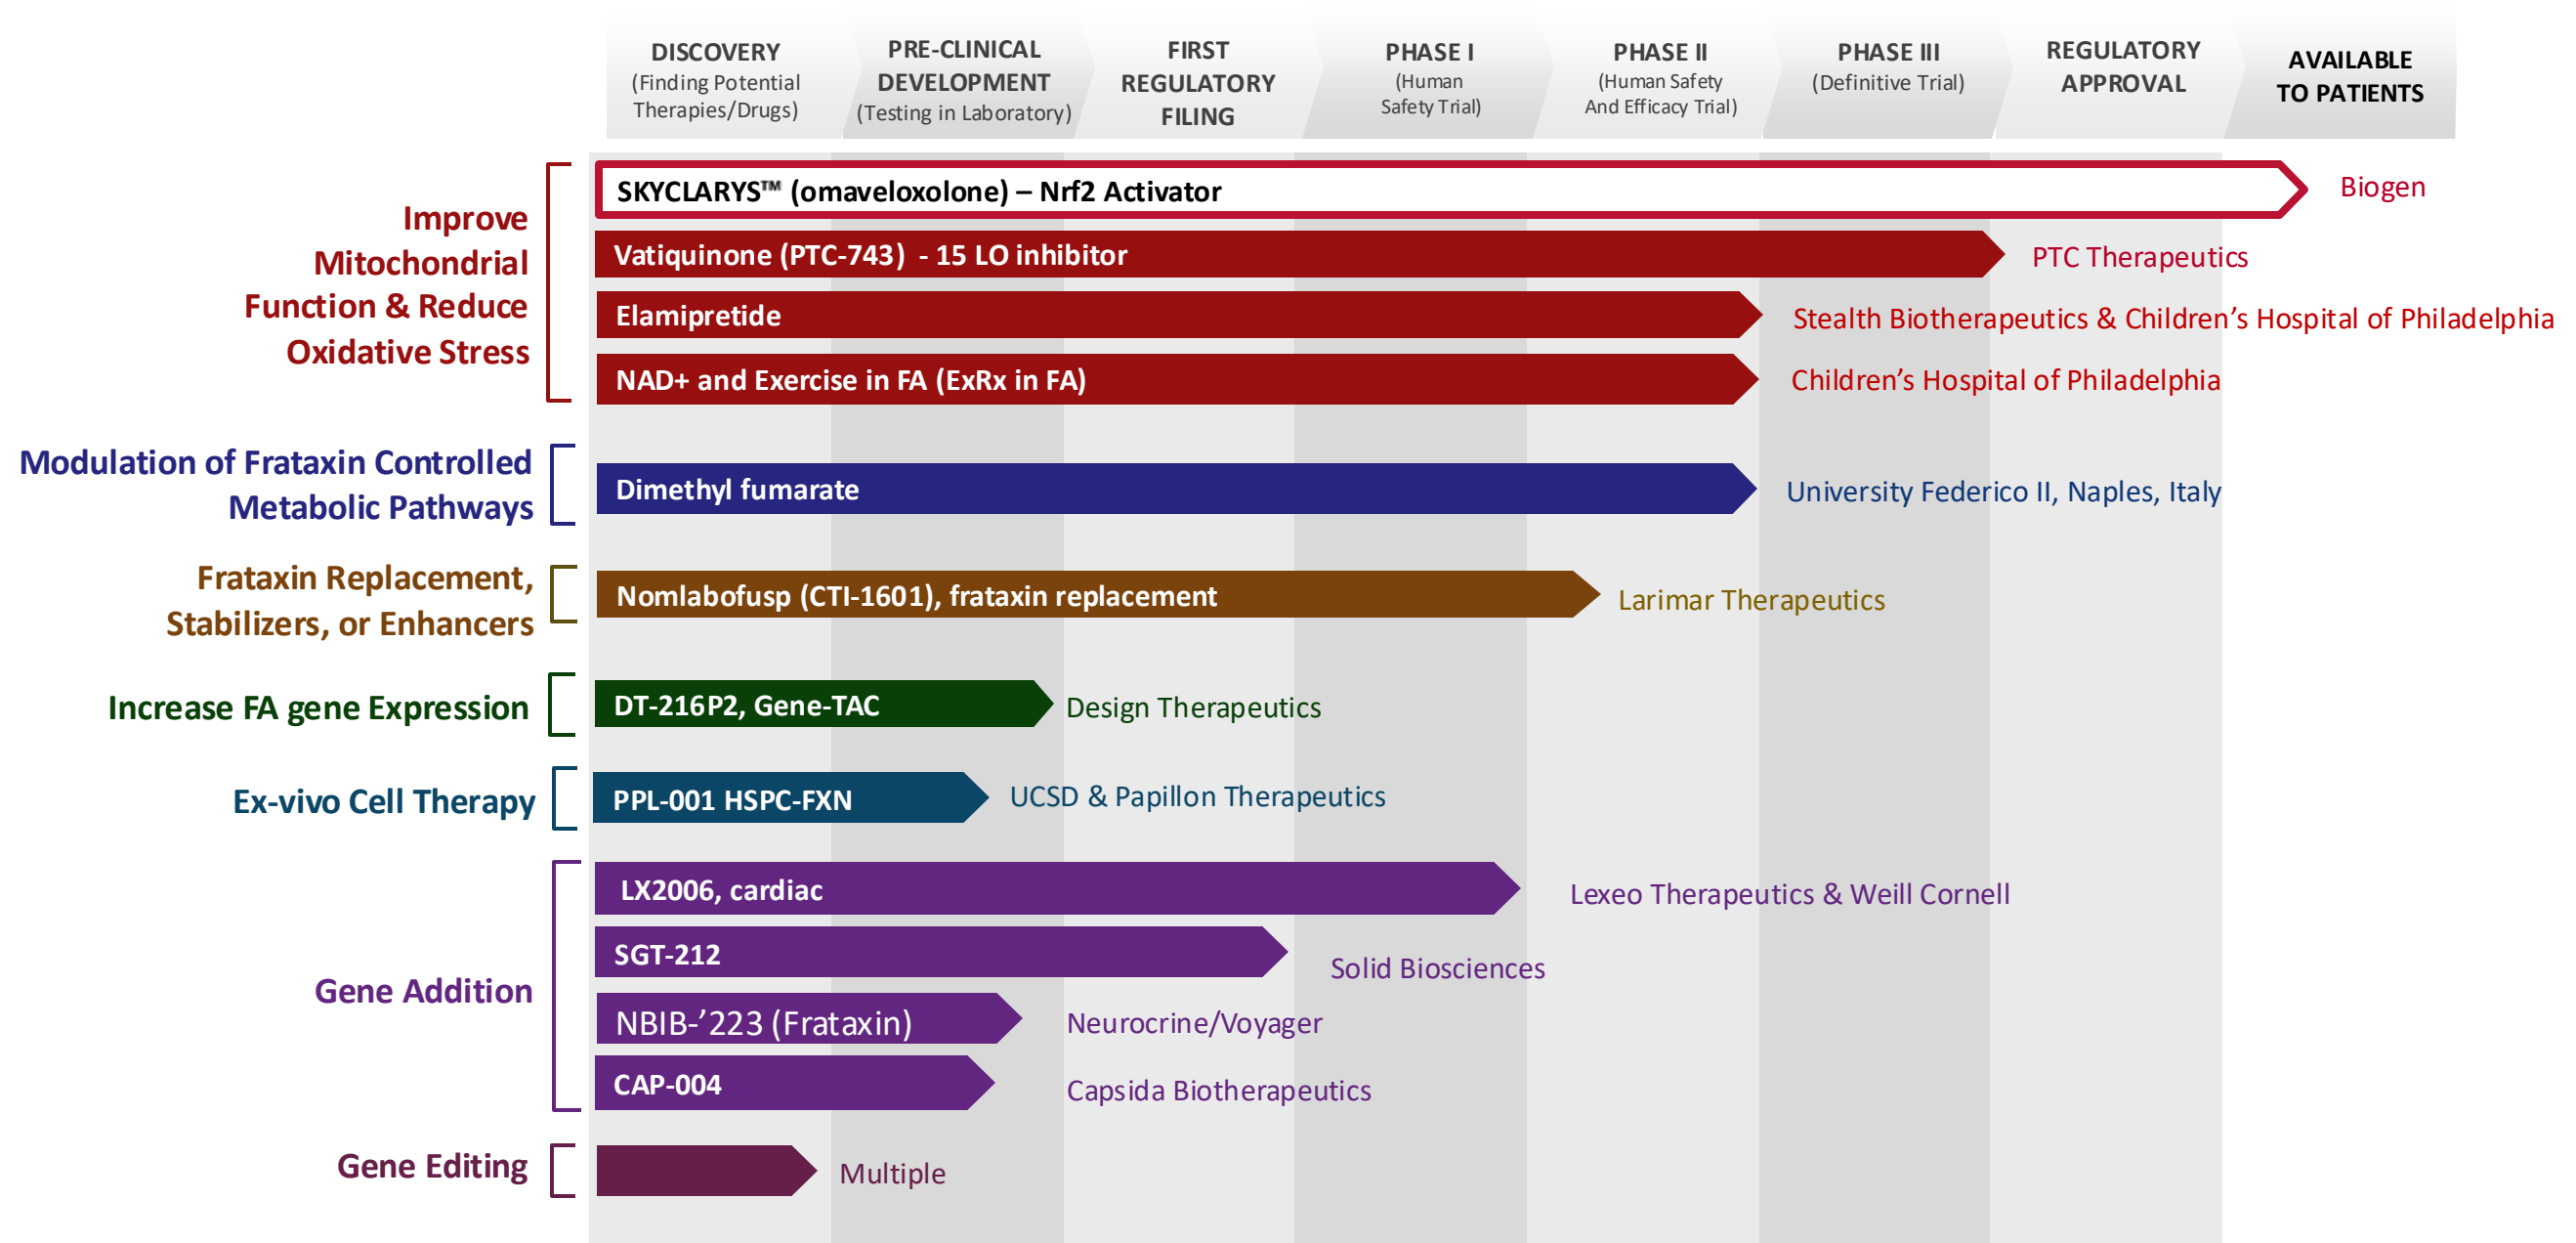 DISCOVERY
(Finding Potential
Therapies/Drugs)
PRE-CLINICAL
DEVELOPMENT
(Testing in Laboratory)
FIRST
REGULATORY
FILING
PHASE I
(Human
Safety Trial)
PHASE II
(Human Safety
And Efficacy Trial)
PHASE III
(Definitive Trial)
REGULATORY
APPROVAL
AVAILABLE
TO PATIENTS
Improve
Mitochondrial
Function & Reduce
Oxidative Stress
SKYCLARYS™ (omaveloxolone) – Nrf2 Activator
Biogen
Vatiquinone (PTC-743) - 15 LO inhibitor
PTC Therapeutics
Elamipretide
Stealth Biotherapeutics & Children’s Hospital of Philadelphia
NAD+ and Exercise in FA (ExRx in FA)
Children’s Hospital of Philadelphia
Modulation of Frataxin Controlled
Metabolic Pathways
Dimethyl fumarate
University Federico II, Naples, Italy
Frataxin Replacement,
Stabilizers, or Enhancers
Nomlabofusp (CTI-1601), frataxin replacement
Larimar Therapeutics
Increase FA gene Expression
DT-216P2, Gene-TAC
Design Therapeutics
Ex-vivo Cell Therapy
PPL-001 HSPC-FXN
UCSD & Papillon Therapeutics
Gene Addition
LX2006, cardiac
Lexeo Therapeutics & Weill Cornell
SGT-212
Solid Biosciences
NBIB-’223 (Frataxin)
Neurocrine/Voyager
CAP-004
Capsida Biotherapeutics
Gene Editing
Multiple